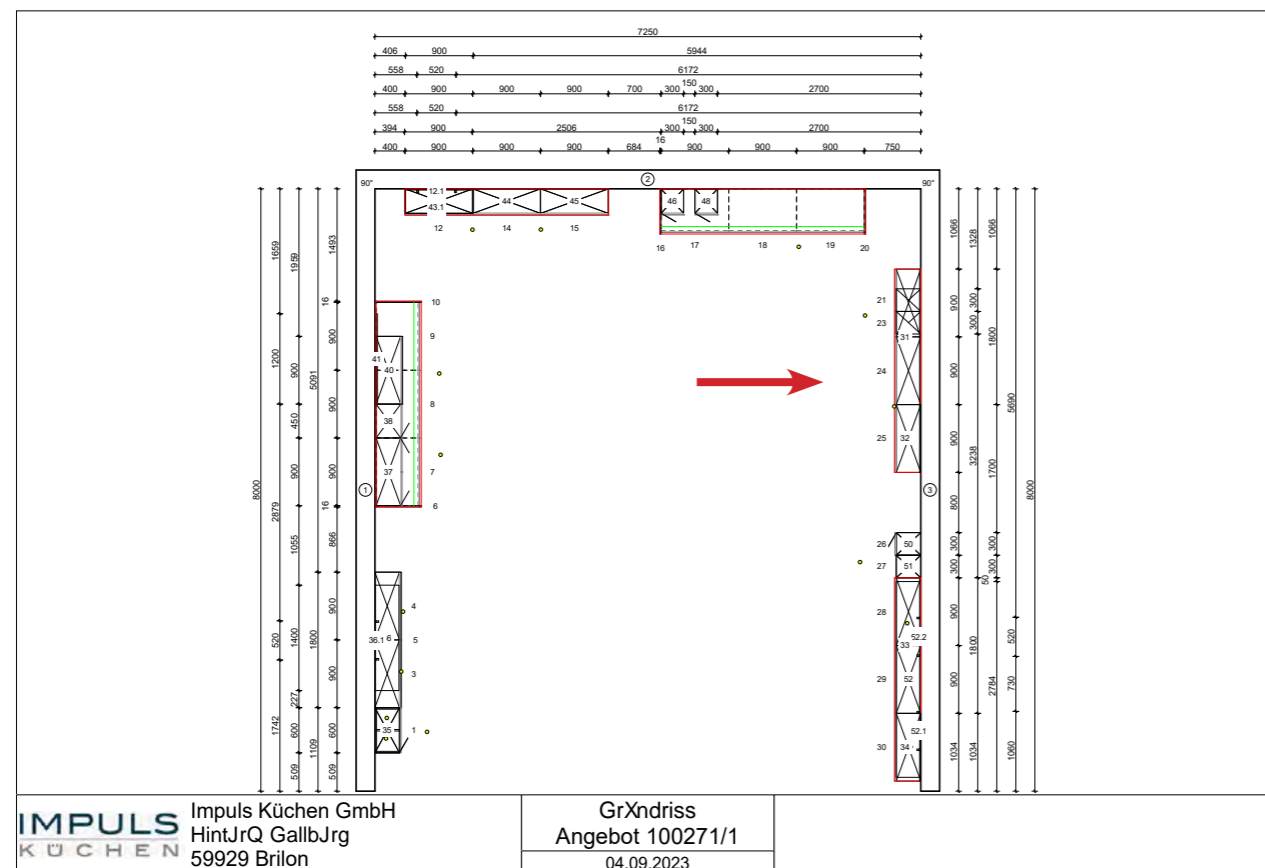 7250
406 900 5944
558 520 6172
400 900 900 900 700 300 150 300 2700
558 520 6172
394 900 2506 300 150 300 2700
400 900 900 900 684 16 900 900 900 750
90° 2 90°
12.1
43.1 44 45 46 48
12 14 15 16 17 18 19 20
8000
1659 1200 2879 520 1742
1959 900 450 900 1055 1400 227 600 509
5091 1800 1109
1493 16 900 900 900 16 866 900 900 600 509
1
10
9
41 40
8
38
37 7
6
4
36.1 6 5
3
35 1
21
23
31
24
25 32
3
26 50
27 51
28
33 52.2
29 52
52.1
30 34
1066 900 900 900 800 300 300 900 900 1034
1328 300 300 3238 1800 1034
1066 1800 1700 300 300 50 2784
5690 520 730 1060
8000
IMPULS
KÜCHEN
Impuls Küchen GmbH
HintJrQ GallbJrg
59929 Brilon
GrXndriss
Angebot 100271/1
04.09.2023